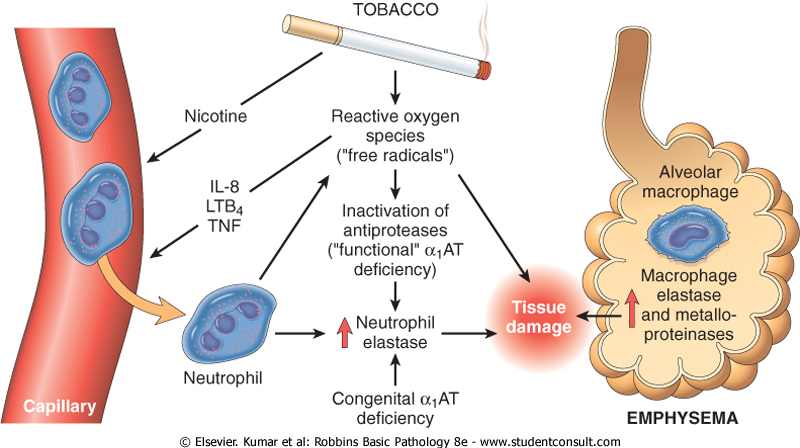 TOBACCO
Nicotine
Reactive oxygen
species
("free radicals")
IL-8
LTB4
TNF
Inactivation of
antiproteases
("functional" α1AT
deficiency)
Neutrophil
Neutrophil
elastase
Congenital α1AT
deficiency
Tissue
damage
Alveolar
macrophage
Macrophage
elastase
and metallo-
proteinases
Capillary
EMPHYSEMA
© Elsevier. Kumar et al: Robbins Basic Pathology 8e - www.studentconsult.com